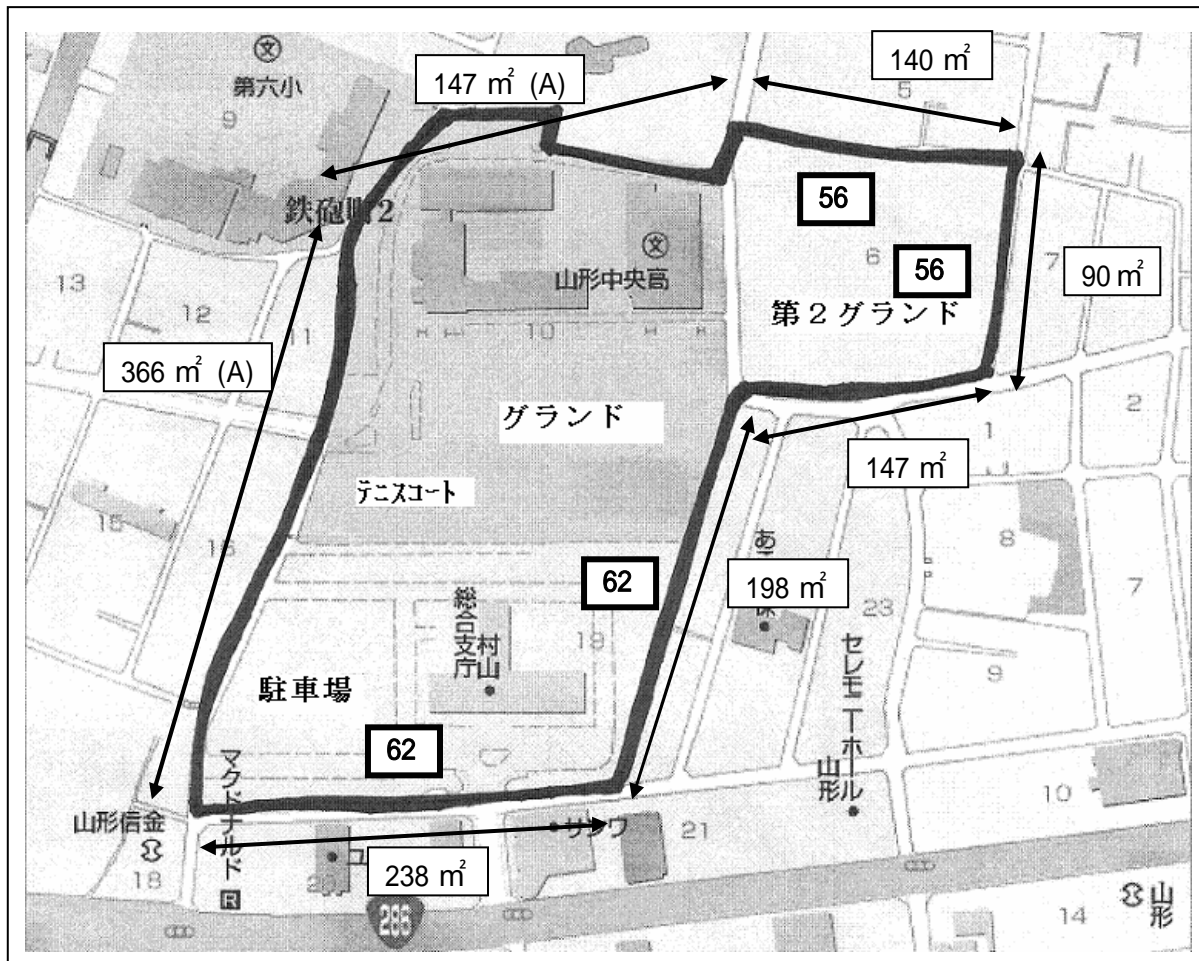 140 ㎡
147 ㎡ (A)
第六小
9
5
鉄砲町2
56
13
12
11
山形中央高
6
56
7
90 ㎡
第2グランド
10
366 ㎡ (A)
グランド
1
2
147 ㎡
テニスコート
15
16
8
62
198 ㎡
7
総合支庁
村山
19
23
9
駐車場
セレモニーホール
山形
62
マクドナルド
山形信金
サンワ
21
10
18
20
238 ㎡
286
14
山形
R